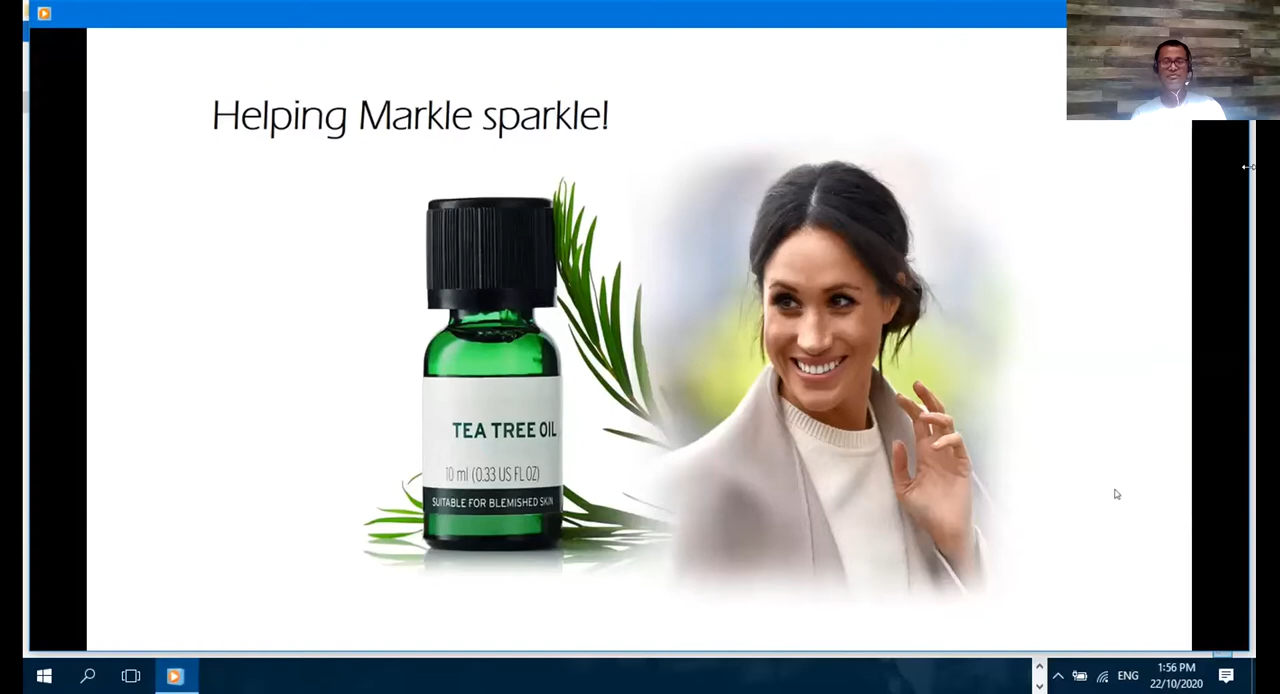 Helping Markle sparkle!
TEA TREE OIL
10 ml (0.33 US FL OZ)
SUITABLE FOR BLEMISHED SKIN
ENG
1:56 PM
22/10/2020